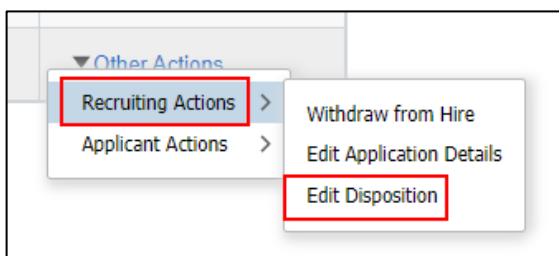 ▼Other Actions
Recruiting Actions >
Applicant Actions >
Withdraw from Hire
Edit Application Details
Edit Disposition